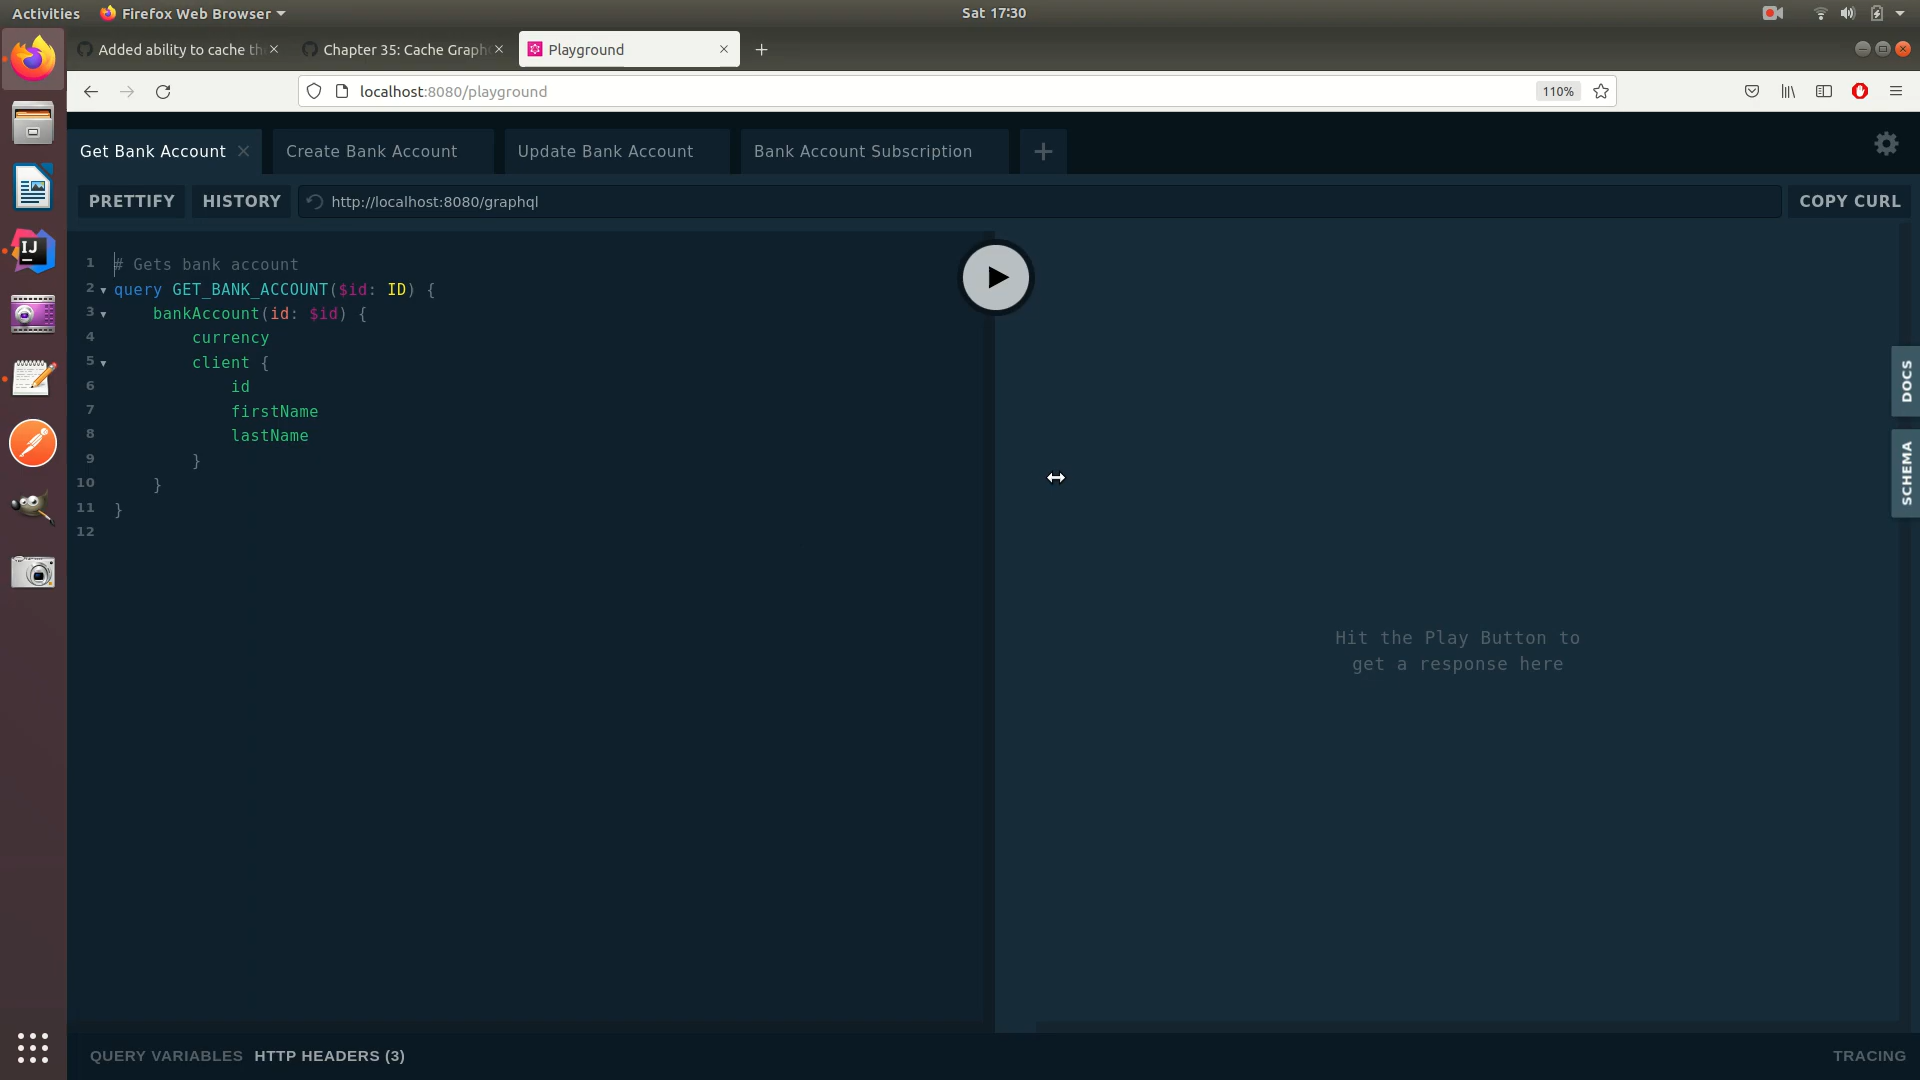 Activities
Firefox Web Browser
Sat 17:30
Added ability to cache th
Chapter 35: Cache Graph
Playground
localhost:8080/playground
110%
Get Bank Account
Create Bank Account
Update Bank Account
Bank Account Subscription
PRETTIFY
HISTORY
http://localhost:8080/graphql
COPY CURL
1 # Gets bank account
2 query GET_BANK_ACCOUNT($id: ID) {
3 bankAccount(id: $id) {
4 currency
5 client {
6 id
7 firstName
8 lastName
9 }
10 }
11 }
12
Hit the Play Button to
get a response here
DOCS
SCHEMA
QUERY VARIABLES
HTTP HEADERS (3)
TRACING
IJ